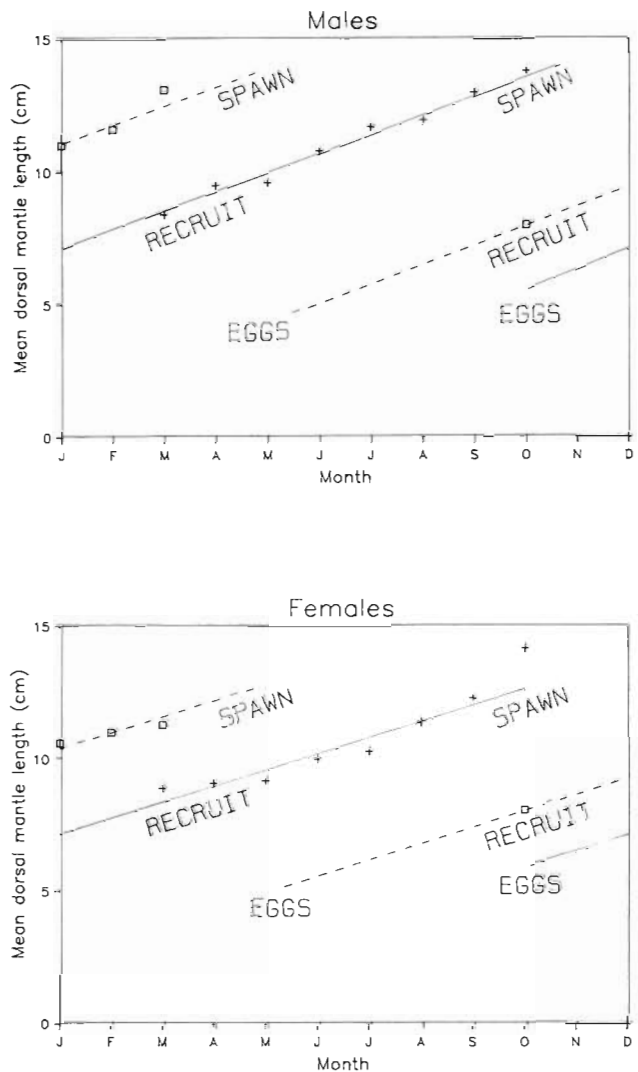 Males
15
10
5
0
Mean dorsal mantle length (cm)
SPAWN
SPAWN
RECRUIT
RECRUIT
EGGS
EGGS
J F M A M J J A S O N D
Month
Females
15
10
5
0
Mean dorsal mantle length (cm)
SPAWN
SPAWN
RECRUIT
RECRUIT
EGGS
EGGS
J F M A M J J A S O N D
Month